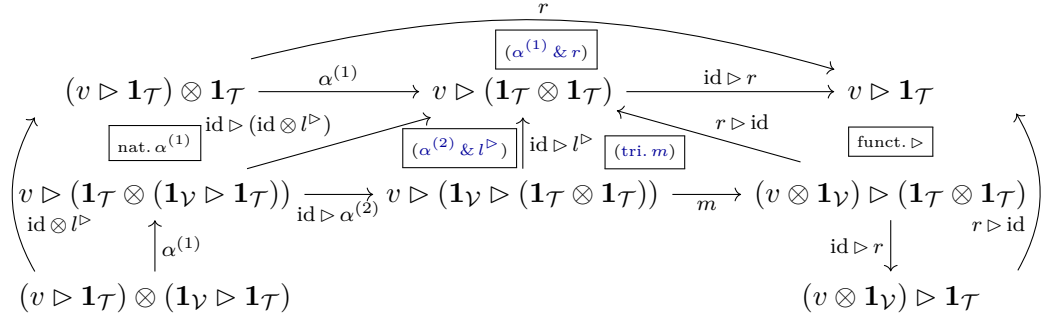 r
(α⁽¹⁾ & r)
(v ▷ 𝟏_𝒯) ⊗ 𝟏_𝒯 α⁽¹⁾ v ▷ (𝟏_𝒯 ⊗ 𝟏_𝒯) id ▷ r v ▷ 𝟏_𝒯
id ▷ (id ⊗ l^▷) r ▷ id
nat. α⁽¹⁾ (α⁽²⁾ & l^▷) id ▷ l^▷ (tri. m) funct. ▷
v ▷ (𝟏_𝒯 ⊗ (𝟏_𝒱 ▷ 𝟏_𝒯)) id ▷ α⁽²⁾ v ▷ (𝟏_𝒱 ▷ (𝟏_𝒯 ⊗ 𝟏_𝒯)) m (v ⊗ 𝟏_𝒱) ▷ (𝟏_𝒯 ⊗ 𝟏_𝒯)
id ⊗ l^▷ α⁽¹⁾ id ▷ r r ▷ id
(v ▷ 𝟏_𝒯) ⊗ (𝟏_𝒱 ▷ 𝟏_𝒯) (v ⊗ 𝟏_𝒱) ▷ 𝟏_𝒯